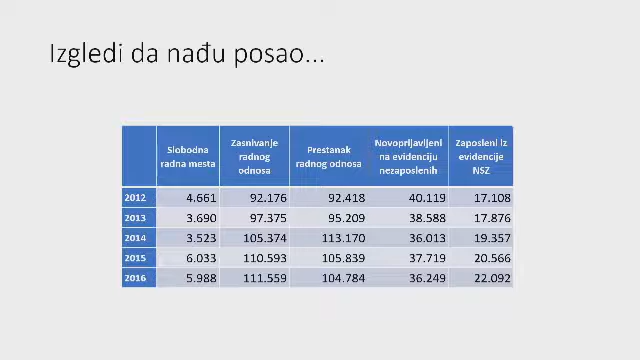 Izgledi da nađu posao...
Slobodna radna mesta | Zasnivanje radnog odnosa | Prestanak radnog odnosa | Novoprijavljeni na evidenciju nezaposlenih | Zaposleni iz evidencije NSZ
2012 4.661 92.176 92.418 40.119 17.108
2013 3.690 97.375 95.209 38.588 17.876
2014 3.523 105.374 113.170 36.013 19.357
2015 6.033 110.593 105.839 37.719 20.566
2016 5.988 111.559 104.784 36.249 22.092